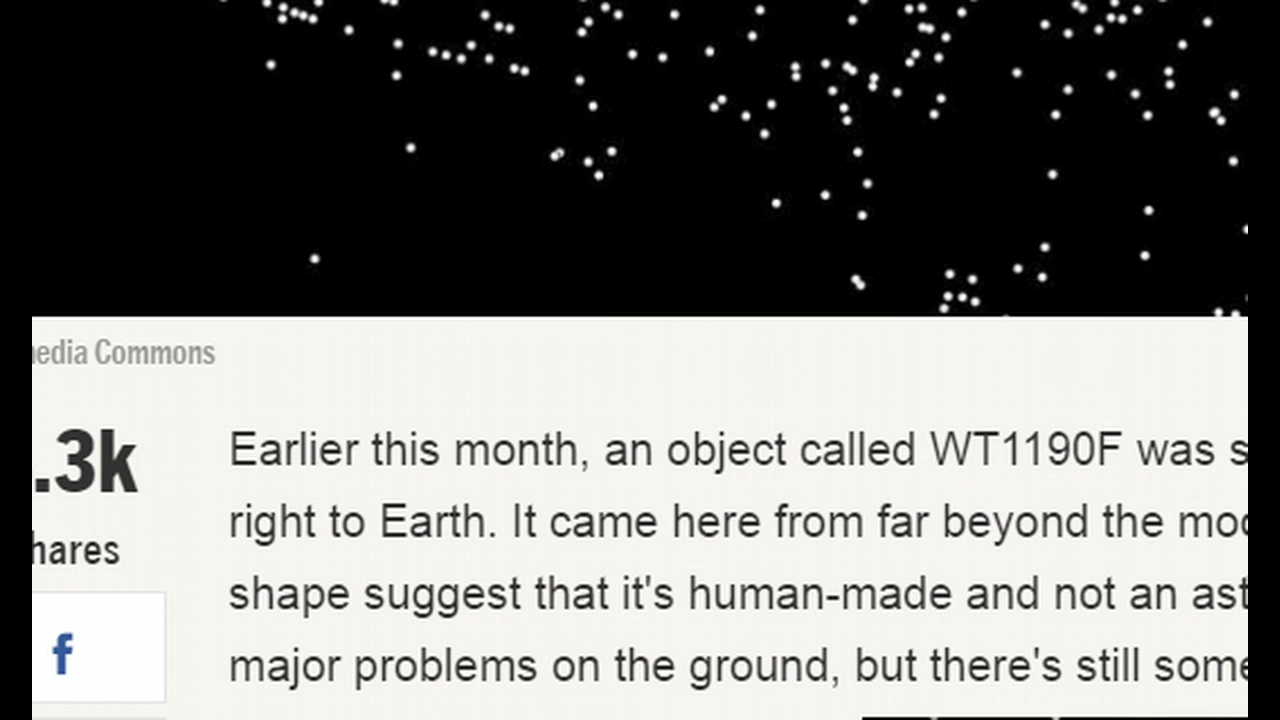 media Commons
.3k
hares
Earlier this month, an object called WT1190F was s
right to Earth. It came here from far beyond the moo
shape suggest that it's human-made and not an ast
major problems on the ground, but there's still some
f